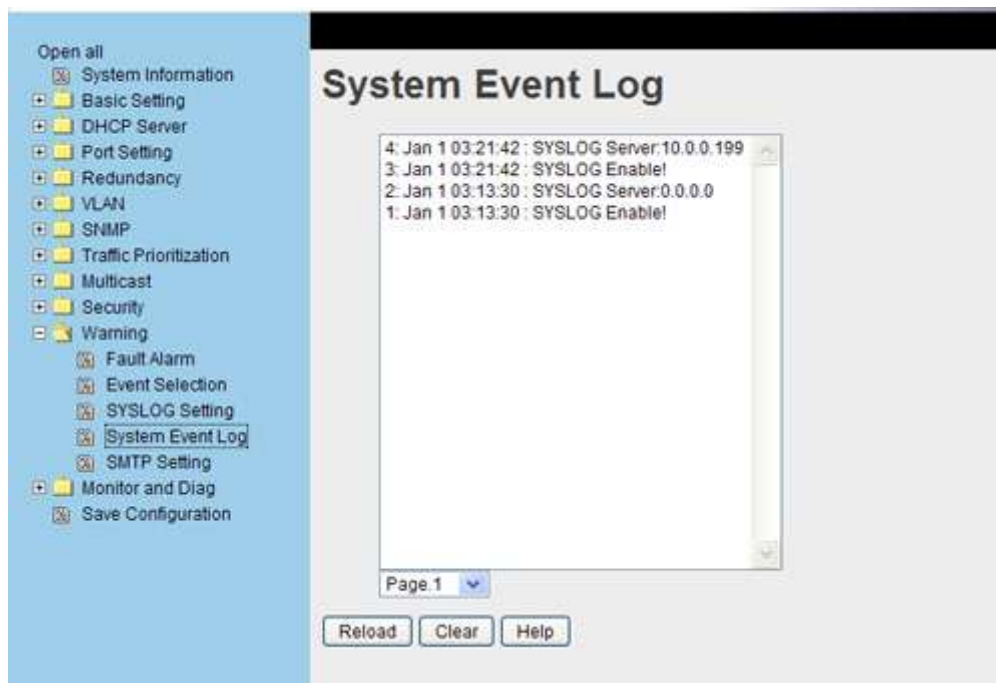 Open all
System Information
Basic Setting
DHCP Server
Port Setting
Redundancy
VLAN
SNMP
Traffic Prioritization
Multicast
Security
Warning
Fault Alarm
Event Selection
SYSLOG Setting
System Event Log
SMTP Setting
Monitor and Diag
Save Configuration
System Event Log
4: Jan 1 03:21:42 : SYSLOG Server:10.0.0.199
3: Jan 1 03:21:42 : SYSLOG Enable!
2: Jan 1 03:13:30 : SYSLOG Server:0.0.0.0
1: Jan 1 03:13:30 : SYSLOG Enable!
Page.1
Reload Clear Help